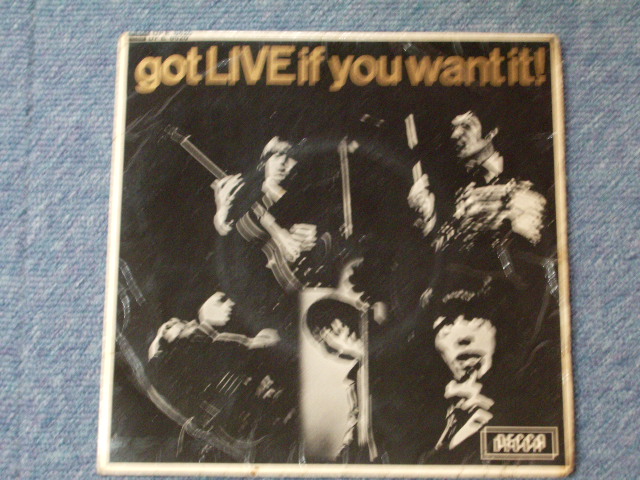 got LIVE if you want it!
DECCA